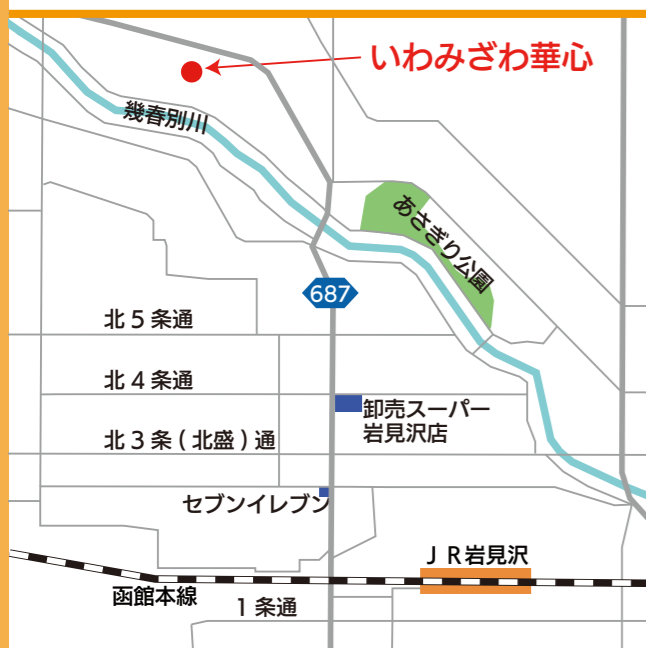 いわみざわ華心
幾春別川
あさぎり公園
687
北5条通
北4条通
卸売スーパー
岩見沢店
北3条(北盛)通
セブンイレブン
JR岩見沢
函館本線
1条通